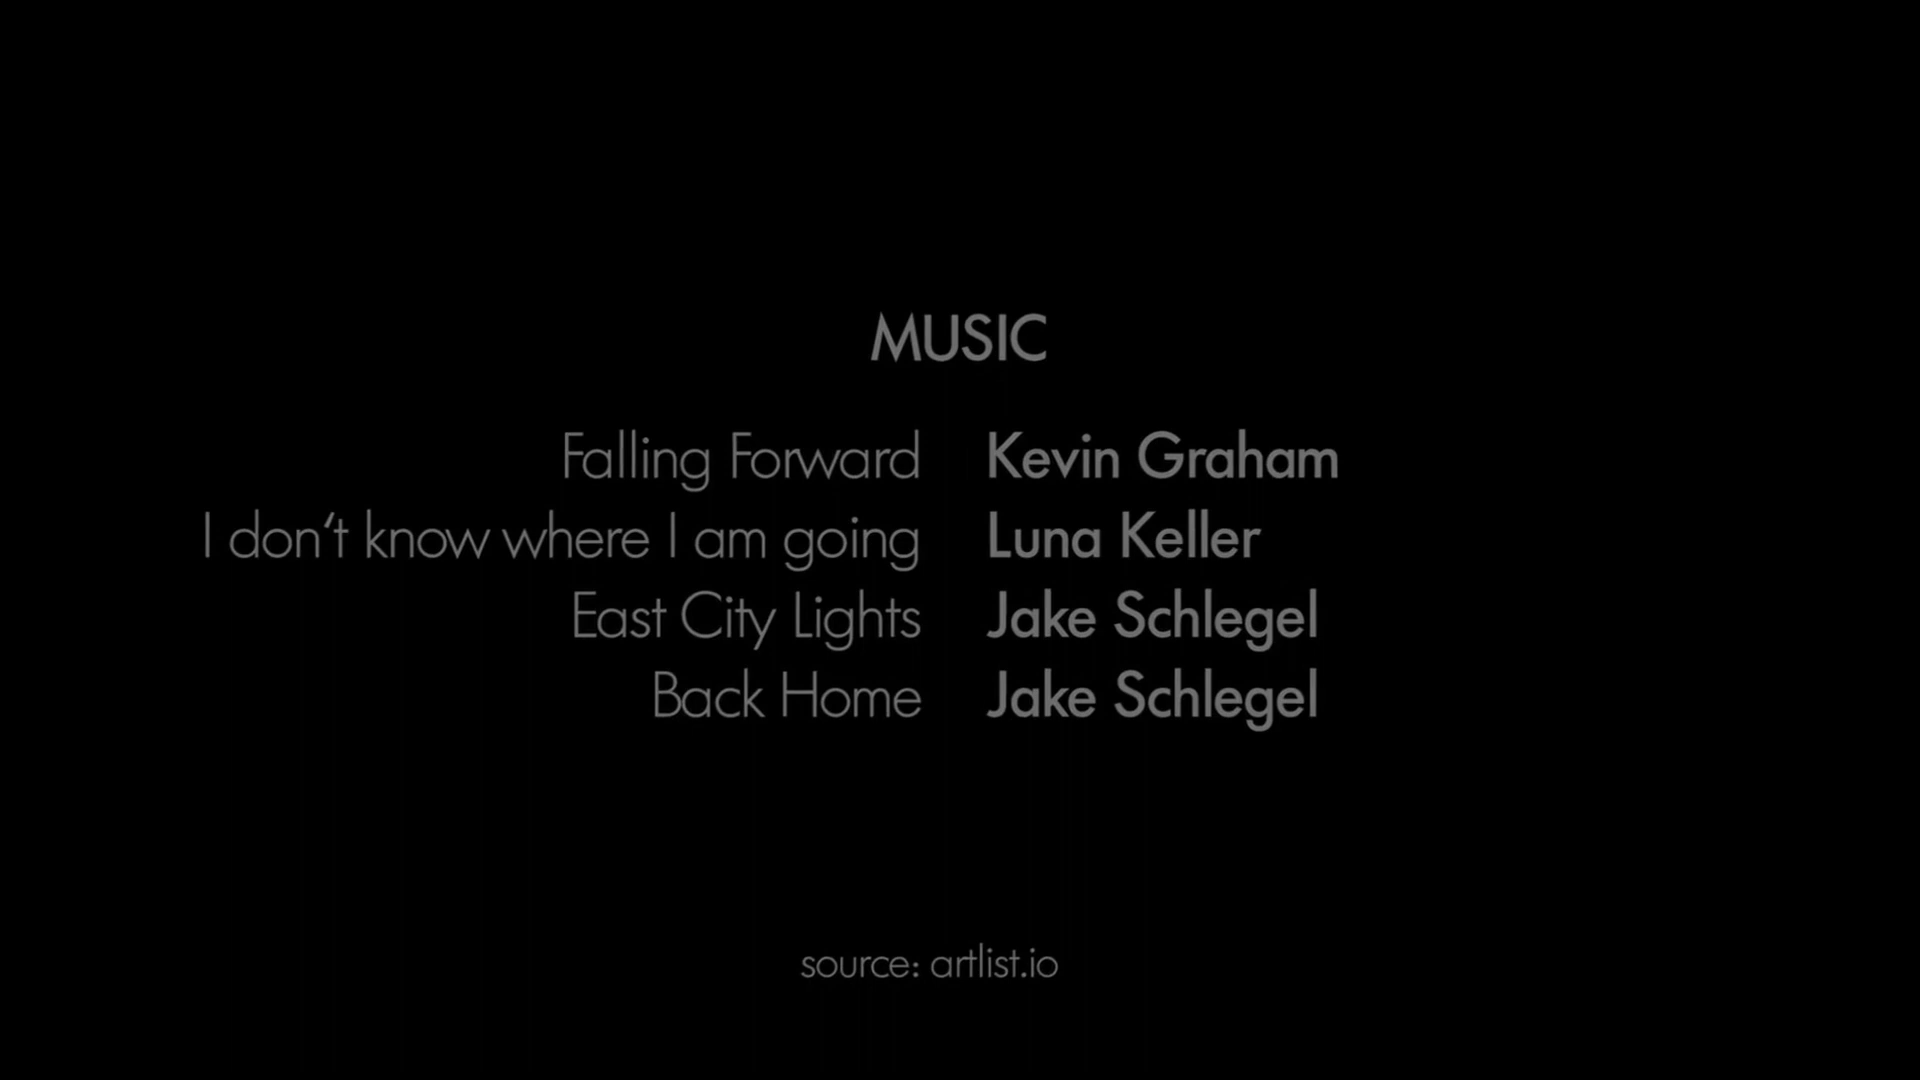 MUSIC
Falling Forward Kevin Graham
I don‘t know where I am going Luna Keller
East City Lights Jake Schlegel
Back Home Jake Schlegel
source: artlist.io